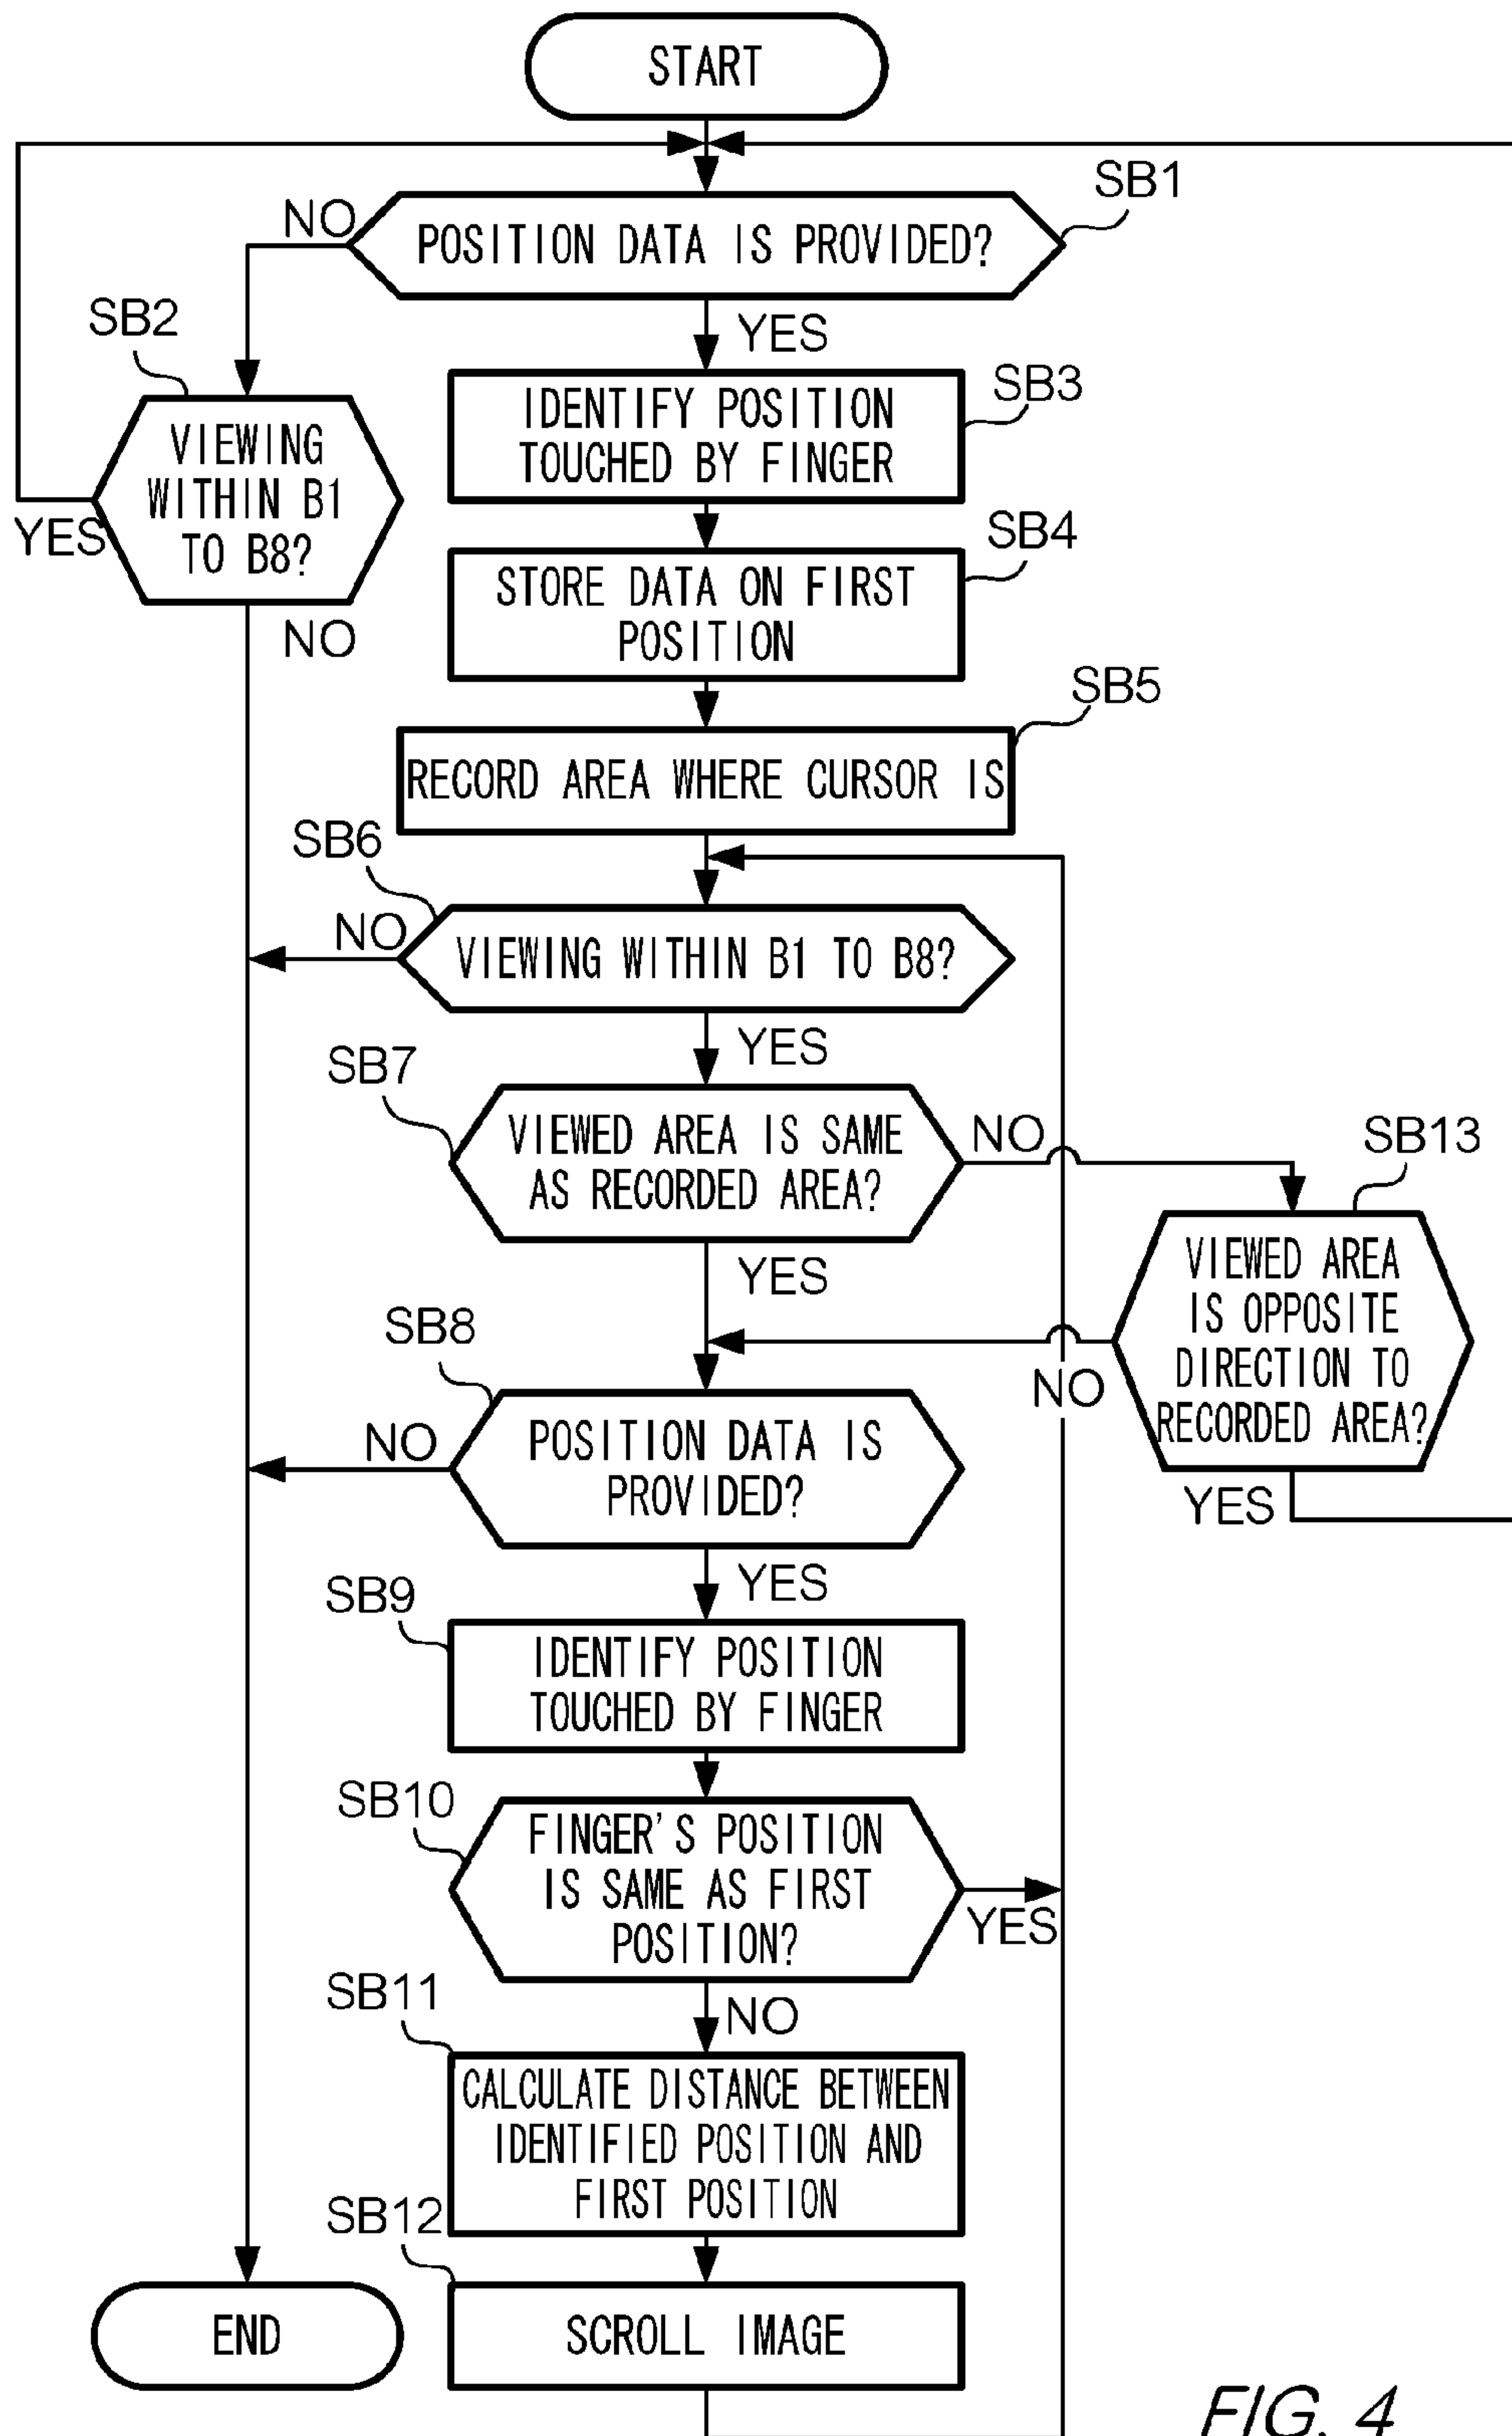 START
SB1
NO
POSITION DATA IS PROVIDED?
SB2
YES
SB3
IDENTIFY POSITION
TOUCHED BY FINGER
VIEWING
WITHIN B1
TO B8?
YES
NO
SB4
STORE DATA ON FIRST
POSITION
SB5
RECORD AREA WHERE CURSOR IS
SB6
NO
VIEWING WITHIN B1 TO B8?
YES
SB7
VIEWED AREA IS SAME
AS RECORDED AREA?
NO
SB13
YES
VIEWED AREA
IS OPPOSITE
DIRECTION TO
RECORDED AREA?
NO
YES
SB8
NO
POSITION DATA IS
PROVIDED?
YES
SB9
IDENTIFY POSITION
TOUCHED BY FINGER
SB10
FINGER'S POSITION
IS SAME AS FIRST
POSITION?
YES
NO
SB11
CALCULATE DISTANCE BETWEEN
IDENTIFIED POSITION AND
FIRST POSITION
SB12
END
SCROLL IMAGE
FIG. 4